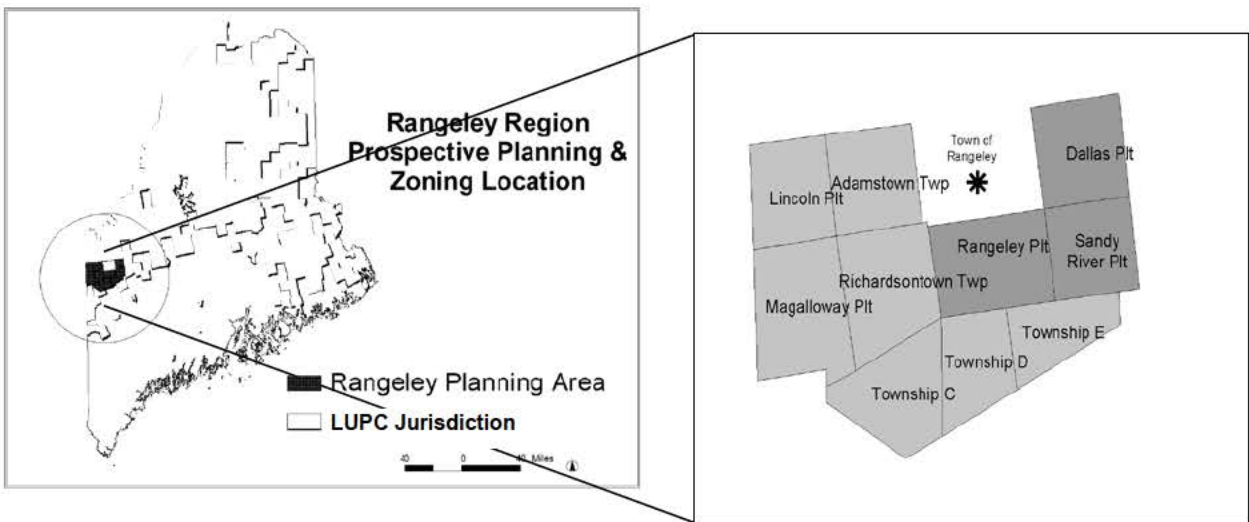 Rangeley Region
Prospective Planning &
Zoning Location
Rangeley Planning Area
LUPC Jurisdiction
40 0 40 Miles
Town of
Rangeley
Dallas Plt
Adamstown Twp
Lincoln Plt
Rangeley Plt
Sandy
River Plt
Richardsontown Twp
Magalloway Plt
Township E
Township D
Township C